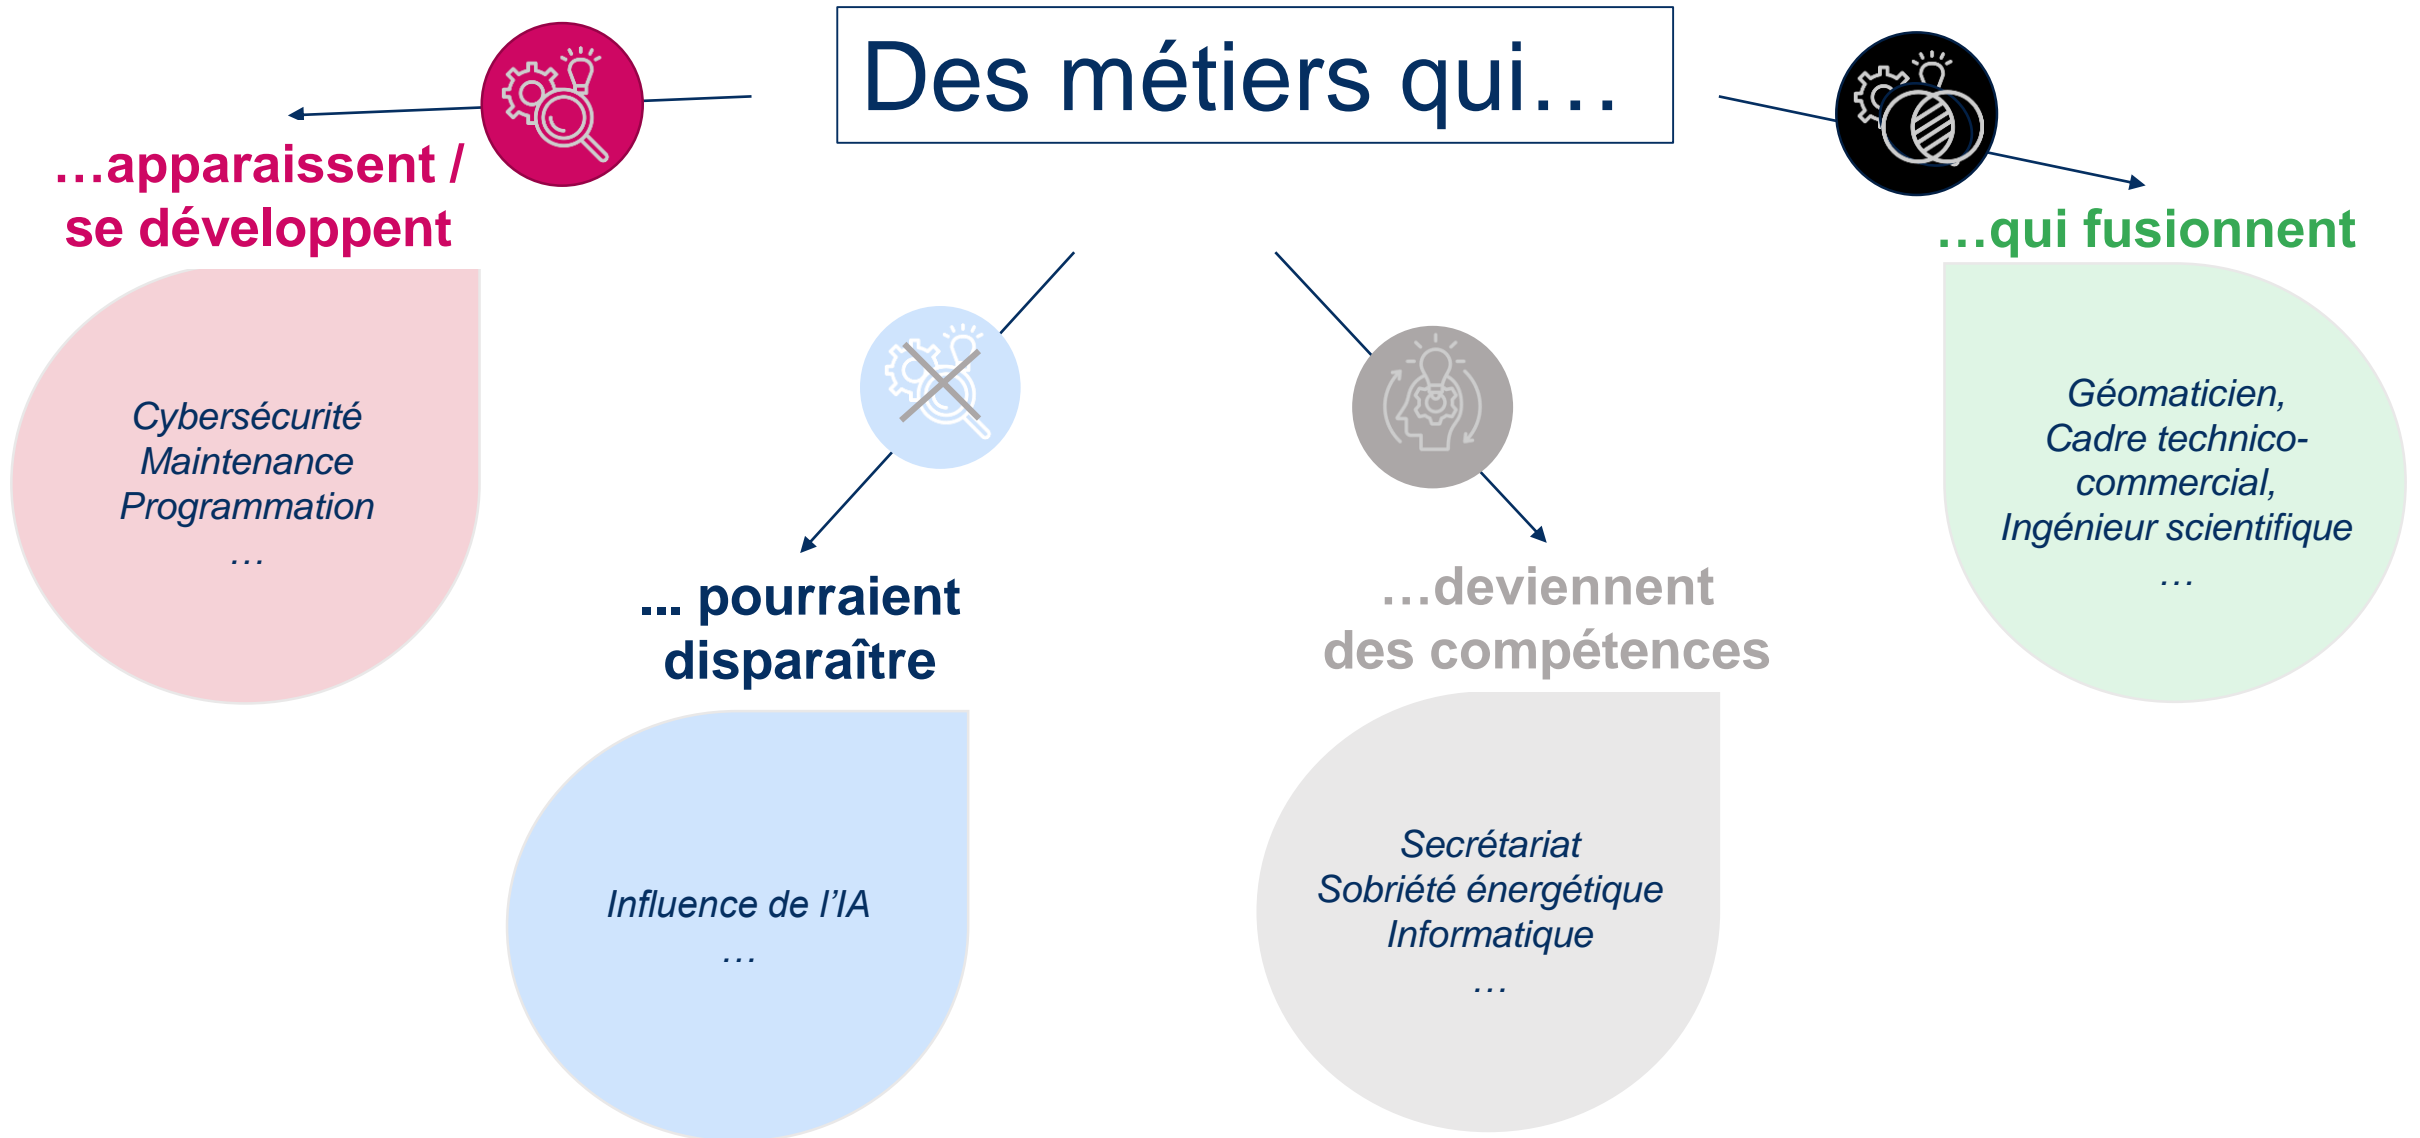 Des métiers qui…
…apparaissent /
se développent
Cybersécurité
Maintenance
Programmation
…
... pourraient
disparaître
Influence de l’IA
…
…deviennent
des compétences
Secrétariat
Sobriété énergétique
Informatique
…
…qui fusionnent
Géomaticien,
Cadre technico-
commercial,
Ingénieur scientifique
…